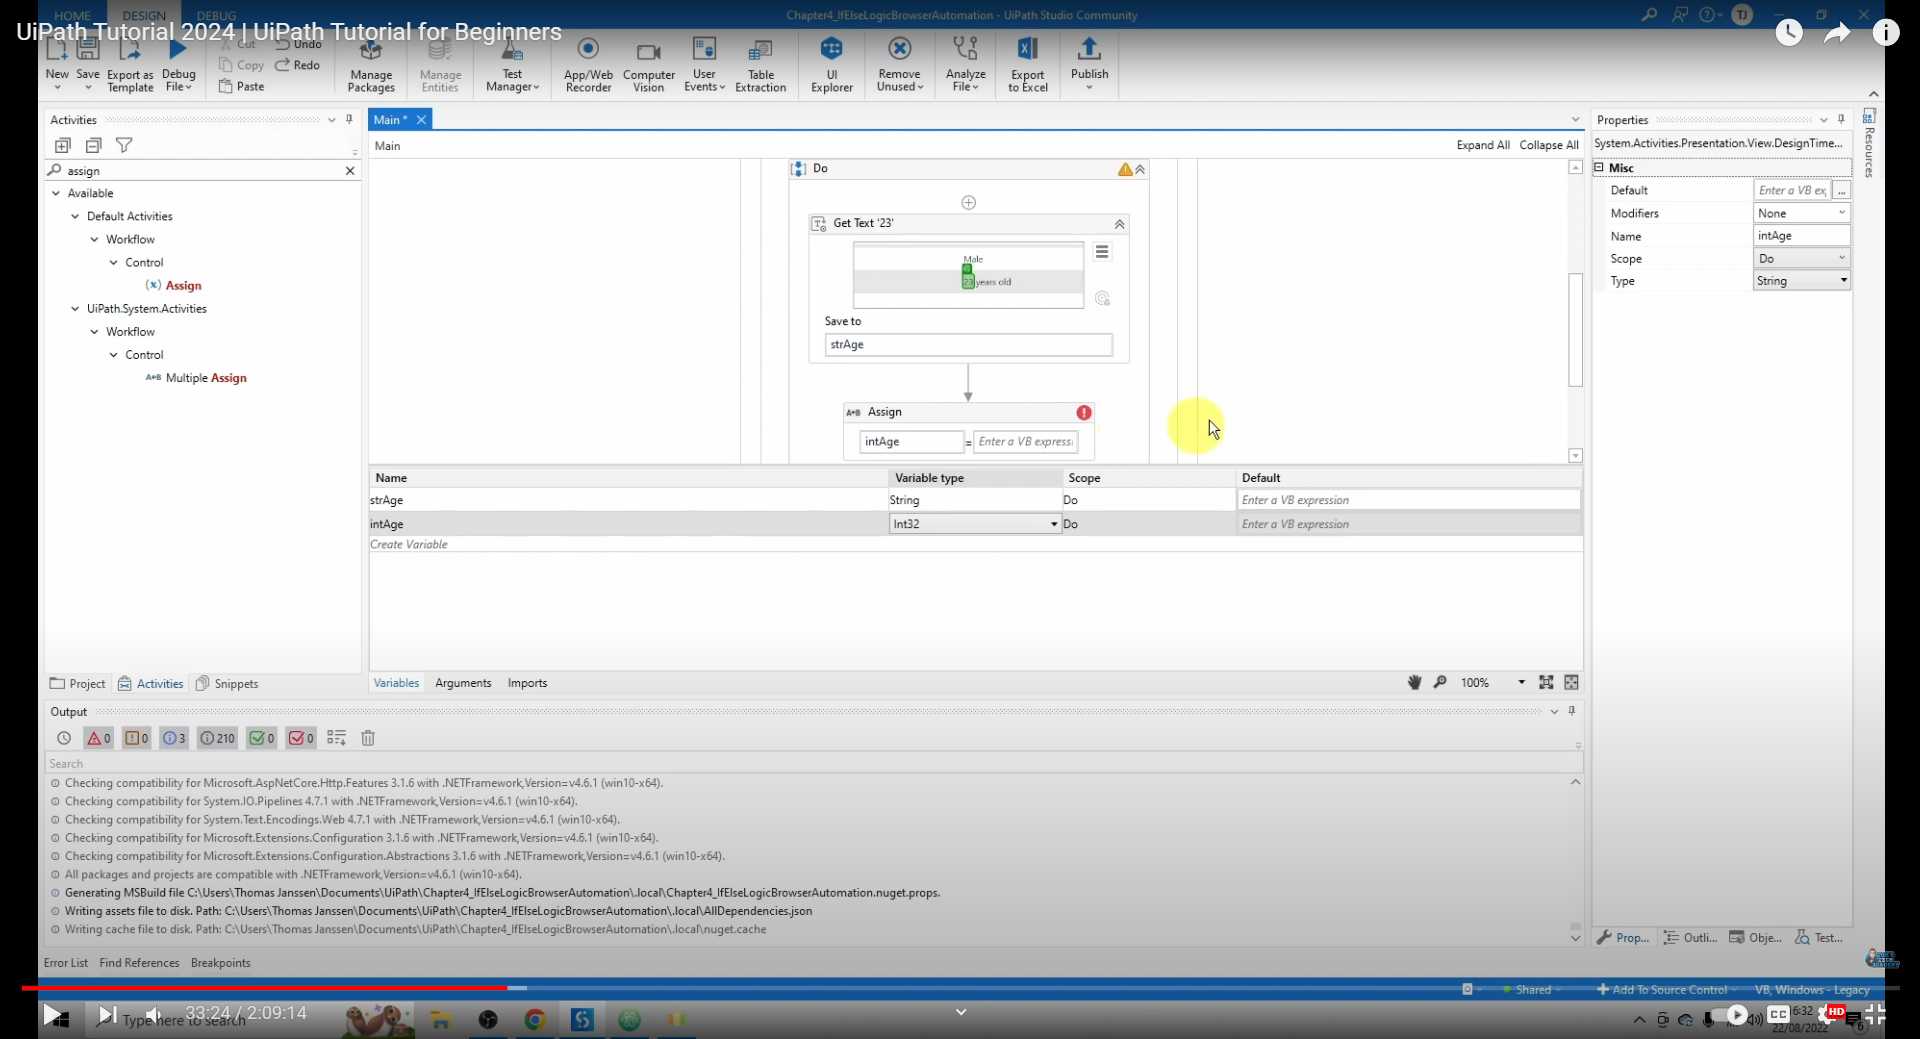 HOME DESIGN DEBUG
Chapter4_IfElseLogicBrowserAutomation - UiPath Studio Community
TJ
UiPath Tutorial 2024 | UiPath Tutorial for Beginners
Cut Undo
Copy Redo
Paste
New Save Export as Template Debug File
Manage Packages
Manage Entities
Test Manager
App/Web Recorder
Computer Vision
User Events
Table Extraction
UI Explorer
Remove Unused
Analyze File
Export to Excel
Publish
Activities
assign
Available
Default Activities
Workflow
Control
(x) Assign
UiPath.System.Activities
Workflow
Control
A+B Multiple Assign
Project Activities Snippets
Main *
Main
Expand All Collapse All
Do
Get Text '23'
Male
23 years old
Save to
strAge
A+B Assign
intAge = Enter a VB expressi
Name Variable type Scope Default
strAge String Do Enter a VB expression
intAge Int32 Do Enter a VB expression
Create Variable
Variables Arguments Imports
100%
Properties
Resources
System.Activities.Presentation.View.DesignTime...
Misc
Default Enter a VB ex ...
Modifiers None
Name intAge
Scope Do
Type String
Prop... Outli... Obje... Test...
Output
0 0 3 210 0 0
Search
Checking compatibility for Microsoft.AspNetCore.Http.Features 3.1.6 with .NETFramework,Version=v4.6.1 (win10-x64).
Checking compatibility for System.IO.Pipelines 4.7.1 with .NETFramework,Version=v4.6.1 (win10-x64).
Checking compatibility for System.Text.Encodings.Web 4.7.1 with .NETFramework,Version=v4.6.1 (win10-x64).
Checking compatibility for Microsoft.Extensions.Configuration 3.1.6 with .NETFramework,Version=v4.6.1 (win10-x64).
Checking compatibility for Microsoft.Extensions.Configuration.Abstractions 3.1.6 with .NETFramework,Version=v4.6.1 (win10-x64).
All packages and projects are compatible with .NETFramework,Version=v4.6.1 (win10-x64).
Generating MSBuild file C:\Users\Thomas Janssen\Documents\UiPath\Chapter4_IfElseLogicBrowserAutomation\.local\Chapter4_IfElseLogicBrowserAutomation.nuget.props.
Writing assets file to disk. Path: C:\Users\Thomas Janssen\Documents\UiPath\Chapter4_IfElseLogicBrowserAutomation\.local\AllDependencies.json
Writing cache file to disk. Path: C:\Users\Thomas Janssen\Documents\UiPath\Chapter4_IfElseLogicBrowserAutomation\.local\nuget.cache
Error List Find References Breakpoints
Shared Add To Source Control VB, Windows - Legacy
Type here to search
33:24 / 2:09:14
CC
HD
6:32
22/08/2022
6